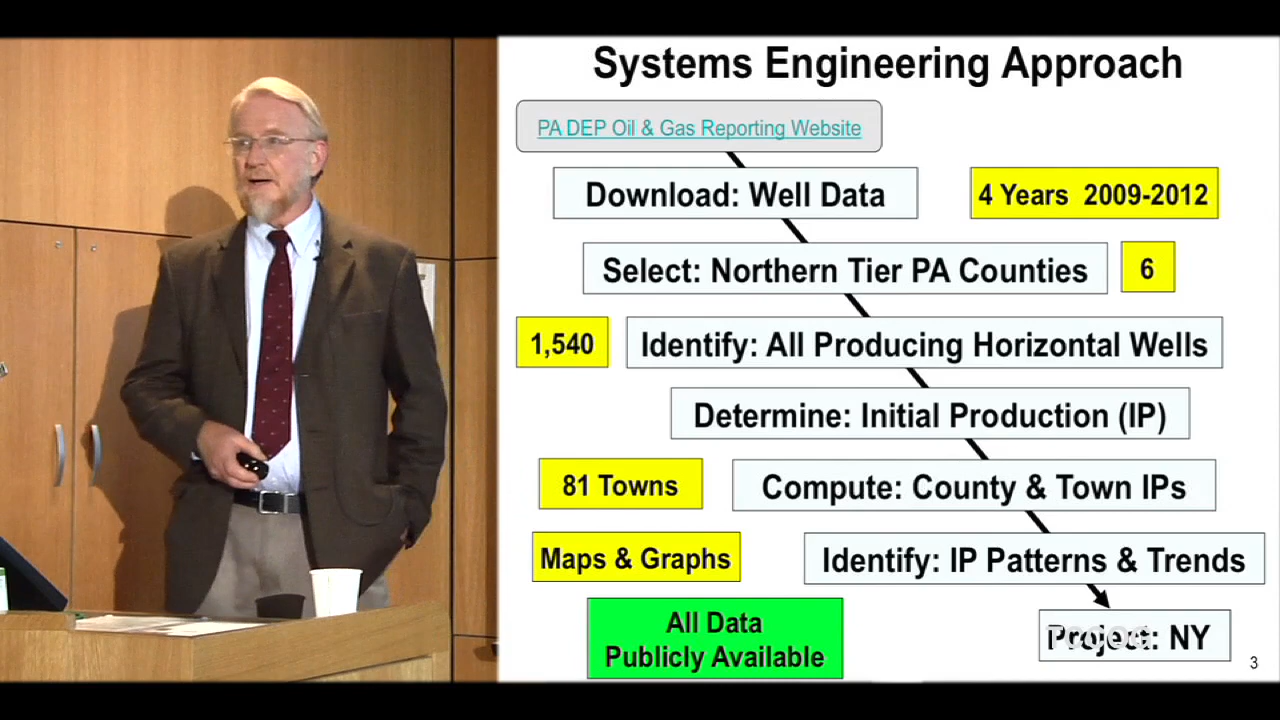 Systems Engineering Approach
PA DEP Oil & Gas Reporting Website
Download: Well Data
4 Years 2009-2012
Select: Northern Tier PA Counties
6
1,540
Identify: All Producing Horizontal Wells
Determine: Initial Production (IP)
81 Towns
Compute: County & Town IPs
Maps & Graphs
Identify: IP Patterns & Trends
All Data
Publicly Available
Project: NY
3